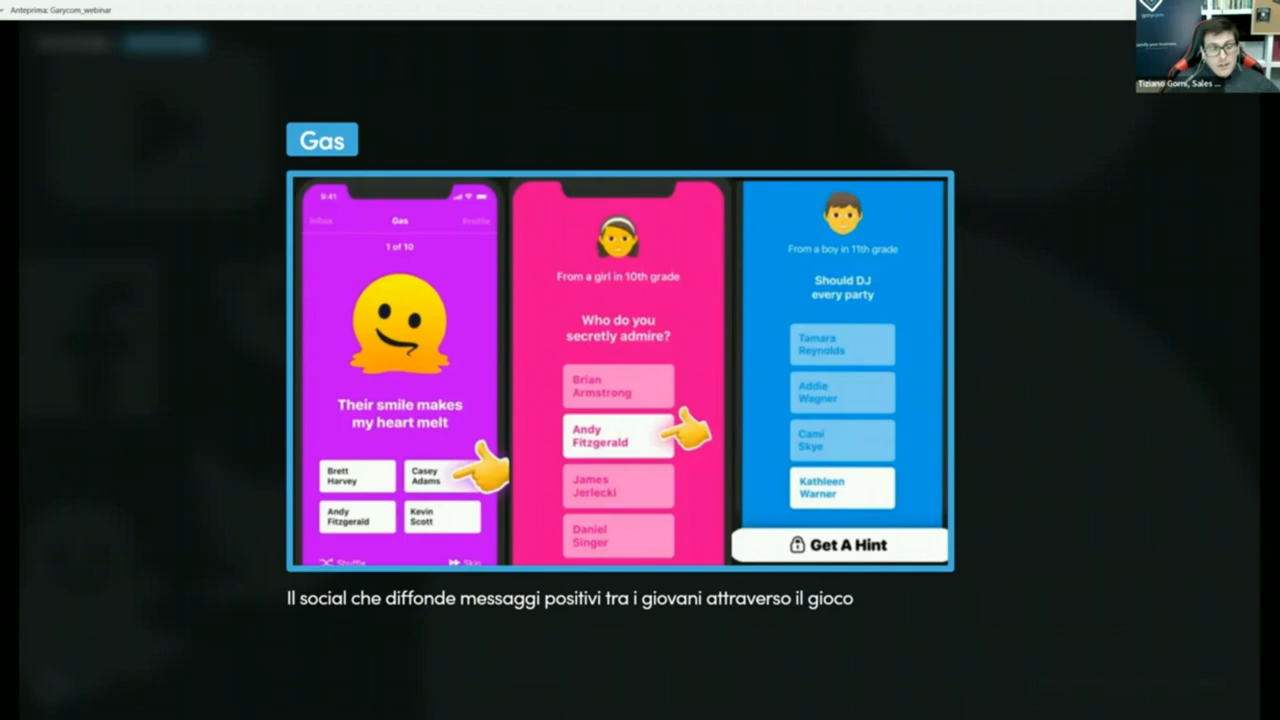 Anteprima: Garycom_webinar
garycom
Tiziano Gorni, Sales ...
Gas
9:41
Inbox
Gas
Profile
1 of 10
Their smile makes
my heart melt
Brett
Harvey
Casey
Adams
Andy
Fitzgerald
Kevin
Scott
Shuffle
Skip
From a girl in 10th grade
Who do you
secretly admire?
Brian
Armstrong
Andy
Fitzgerald
James
Jerlecki
Daniel
Singer
From a boy in 11th grade
Should DJ
every party
Tamara
Reynolds
Addie
Wagner
Cami
Skye
Kathleen
Warner
Get A Hint
Il social che diffonde messaggi positivi tra i giovani attraverso il gioco